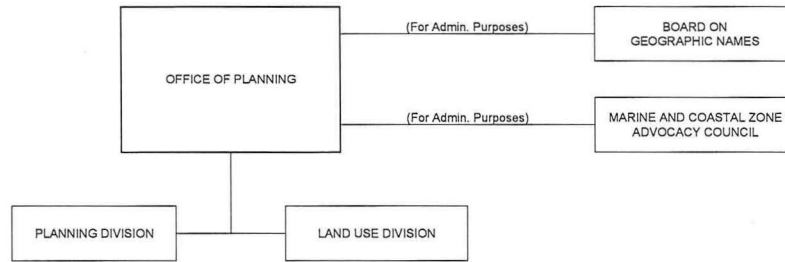 (For Admin. Purposes)
BOARD ON
GEOGRAPHIC NAMES
OFFICE OF PLANNING
(For Admin. Purposes)
MARINE AND COASTAL ZONE
ADVOCACY COUNCIL
PLANNING DIVISION
LAND USE DIVISION